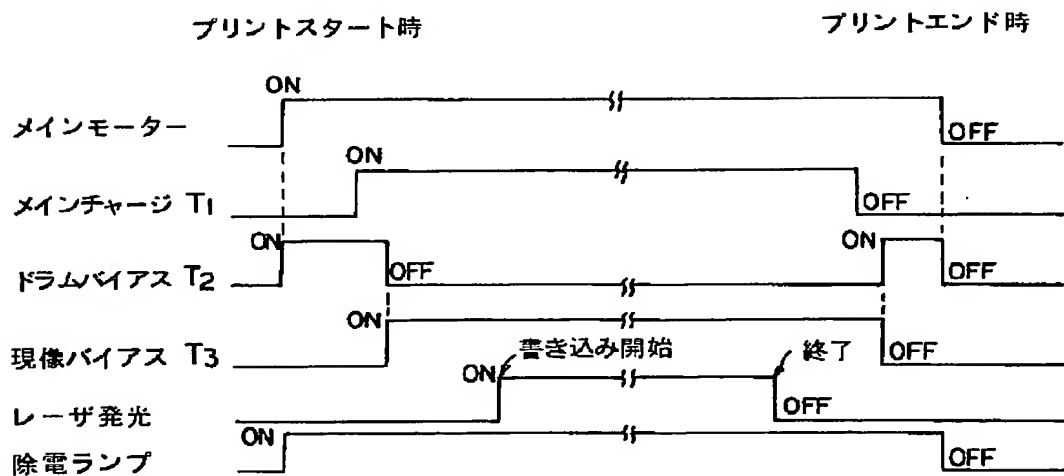 プリントスタート時 プリントエンド時
ON
メインモーター OFF
ON
メインチャージ T1 OFF
ON ON
ドラムバイアス T2 OFF OFF
ON
現像バイアス T3 OFF
書き込み開始 終了
ON
レーザ発光 OFF
ON
除電ランプ OFF